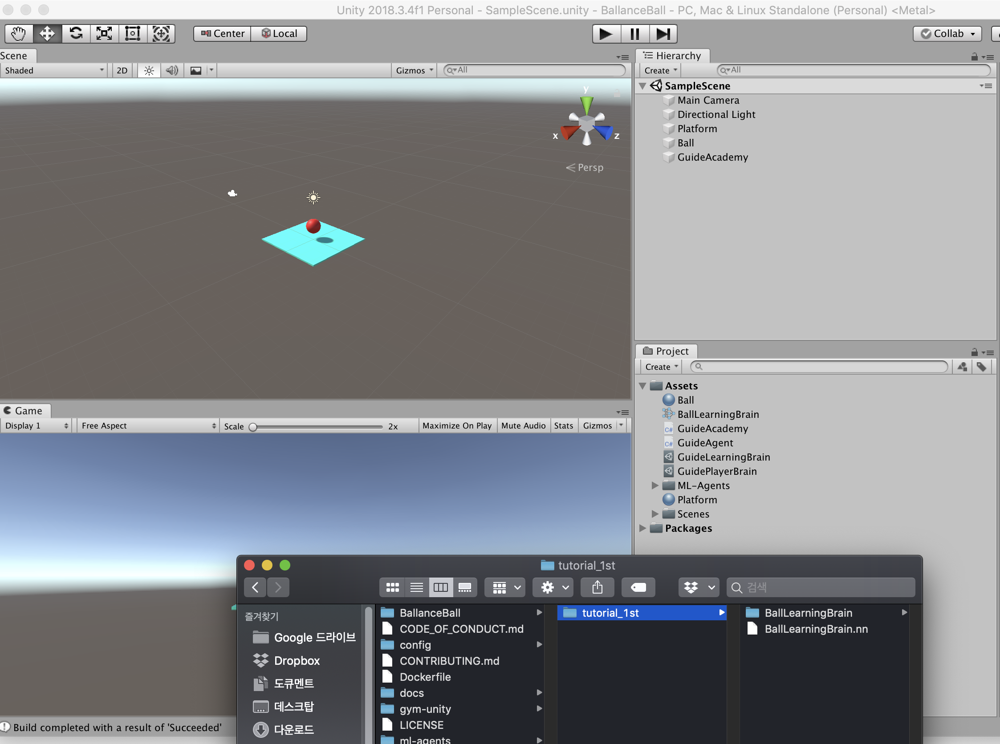 Unity 2018.3.4f1 Personal - SampleScene.unity - BallanceBall - PC, Mac & Linux Standalone (Personal) <Metal>
Center Local Collab
Scene
Shaded 2D Gizmos All
y
x z
Persp
Hierarchy
Create All
SampleScene
Main Camera
Directional Light
Platform
Ball
GuideAcademy
Project
Create
Assets
Ball
BallLearningBrain
C# GuideAcademy
C# GuideAgent
GuideLearningBrain
GuidePlayerBrain
ML-Agents
Platform
Scenes
Packages
Game
Display 1 Free Aspect Scale 2x Maximize On Play Mute Audio Stats Gizmos
tutorial_1st
검색
즐겨찾기
Google 드라이브
Dropbox
도큐멘트
데스크탑
다운로드
BallanceBall
CODE_OF_CONDUCT.md
config
CONTRIBUTING.md
Dockerfile
docs
gym-unity
LICENSE
ml-agents
tutorial_1st
BallLearningBrain
BallLearningBrain.nn
Build completed with a result of 'Succeeded'